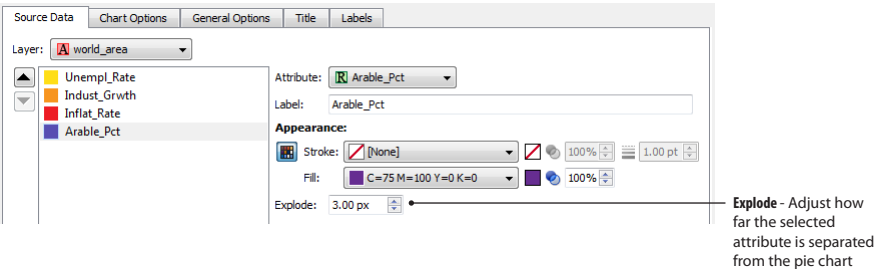 Source Data Chart Options General Options Title Labels
Layer: A world_area
Unempl_Rate
Indust_Grwth
Inflat_Rate
Arable_Pct
Attribute: R Arable_Pct
Label: Arable_Pct
Appearance:
Stroke: [None] 100% 1.00 pt
Fill: C=75 M=100 Y=0 K=0 100%
Explode: 3.00 px
Explode - Adjust how
far the selected
attribute is separated
from the pie chart